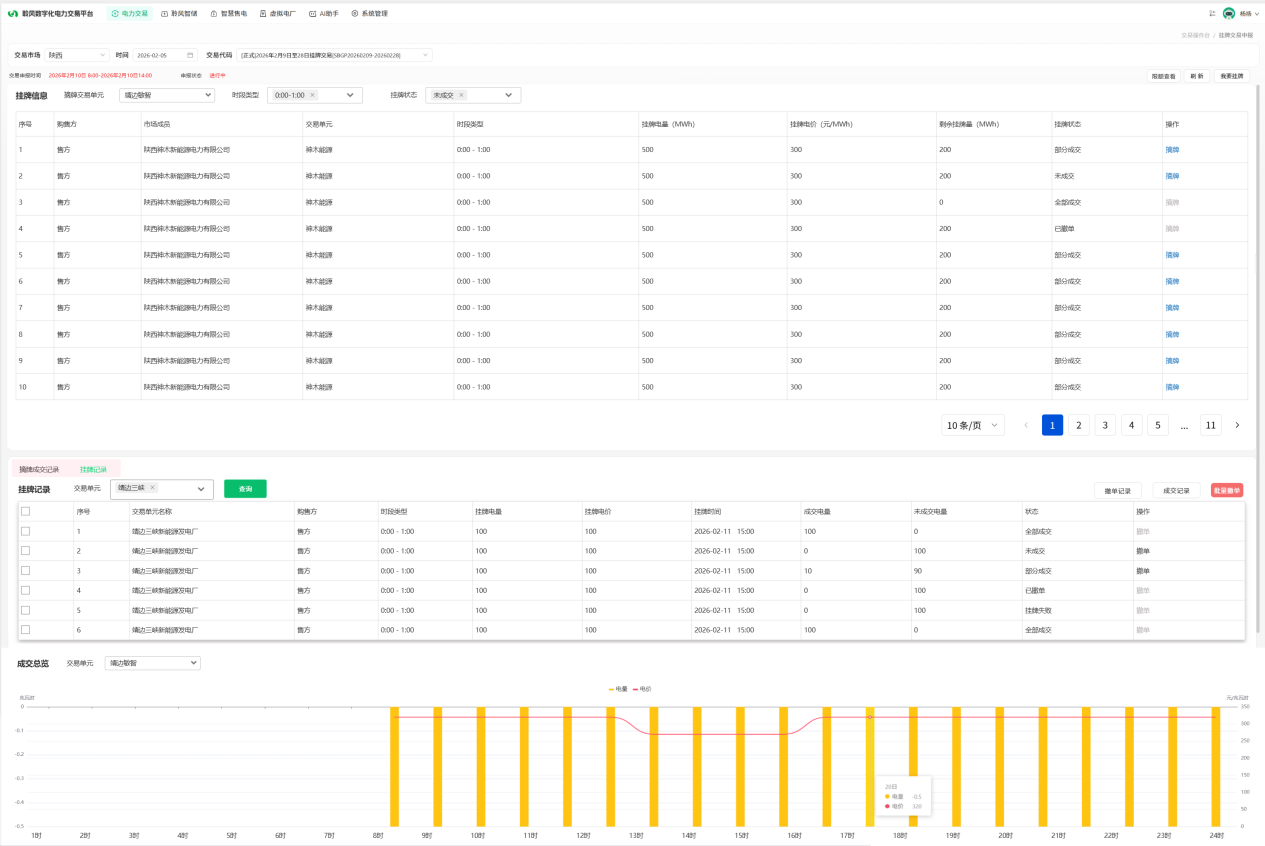 聆风数字化电力交易平台 电力交易 聆风智储 智慧售电 虚拟电厂 AI助手 系统管理 杨杨
交易操作台 / 挂牌交易申报
交易市场 陕西 时间 2026-02-05 交易代码 [正式]2026年2月9日至28日挂牌交易[SBGP20260209-20260228]
交易申报时间 2026年2月10日 8:00-2026年2月10日14:00 申报状态 进行中 限额查看 刷 新 我要挂牌
挂牌信息 摘牌交易单元 靖边敏智 时段类型 0:00-1:00 × 挂牌状态 未成交 ×
序号 购售方 市场成员 交易单元 时段类型 挂牌电量（MWh） 挂牌电价（元/MWh） 剩余挂牌量（MWh） 挂牌状态 操作
1 售方 陕西神木新能源电力有限公司 神木能源 0:00 - 1:00 500 300 200 部分成交 摘牌
2 售方 陕西神木新能源电力有限公司 神木能源 0:00 - 1:00 500 300 200 未成交 摘牌
3 售方 陕西神木新能源电力有限公司 神木能源 0:00 - 1:00 500 300 0 全部成交 摘牌
4 售方 陕西神木新能源电力有限公司 神木能源 0:00 - 1:00 500 300 200 已撤单 摘牌
5 售方 陕西神木新能源电力有限公司 神木能源 0:00 - 1:00 500 300 200 部分成交 摘牌
6 售方 陕西神木新能源电力有限公司 神木能源 0:00 - 1:00 500 300 200 部分成交 摘牌
7 售方 陕西神木新能源电力有限公司 神木能源 0:00 - 1:00 500 300 200 部分成交 摘牌
8 售方 陕西神木新能源电力有限公司 神木能源 0:00 - 1:00 500 300 200 部分成交 摘牌
9 售方 陕西神木新能源电力有限公司 神木能源 0:00 - 1:00 500 300 200 部分成交 摘牌
10 售方 陕西神木新能源电力有限公司 神木能源 0:00 - 1:00 500 300 200 部分成交 摘牌
10 条/页 1 2 3 4 5 ... 11
摘牌成交记录 挂牌记录
挂牌记录 交易单元 靖边三峡 × 查询 撤单记录 成交记录 批量撤单
序号 交易单元名称 购售方 时段类型 挂牌电量 挂牌电价 挂牌时间 成交电量 未成交电量 状态 操作
1 靖边三峡新能源发电厂 售方 0:00 - 1:00 100 100 2026-02-11 15:00 100 0 全部成交 撤单
2 靖边三峡新能源发电厂 售方 0:00 - 1:00 100 100 2026-02-11 15:00 0 100 未成交 撤单
3 靖边三峡新能源发电厂 售方 0:00 - 1:00 100 100 2026-02-11 15:00 10 90 部分成交 撤单
4 靖边三峡新能源发电厂 售方 0:00 - 1:00 100 100 2026-02-11 15:00 0 100 已撤单 撤单
5 靖边三峡新能源发电厂 售方 0:00 - 1:00 100 100 2026-02-11 15:00 0 100 挂牌失败 撤单
6 靖边三峡新能源发电厂 售方 0:00 - 1:00 100 100 2026-02-11 15:00 100 0 全部成交 撤单
成交总览 交易单元 靖边敏智
电量 电价
兆瓦时 元/兆瓦时
0 350
300
-0.1
250
-0.2 200
-0.3 150
20日
电量 -0.5
电价 320
-0.4 100
50
-0.5 0
1时 2时 3时 4时 5时 6时 7时 8时 9时 10时 11时 12时 13时 14时 15时 16时 17时 18时 19时 20时 21时 22时 23时 24时